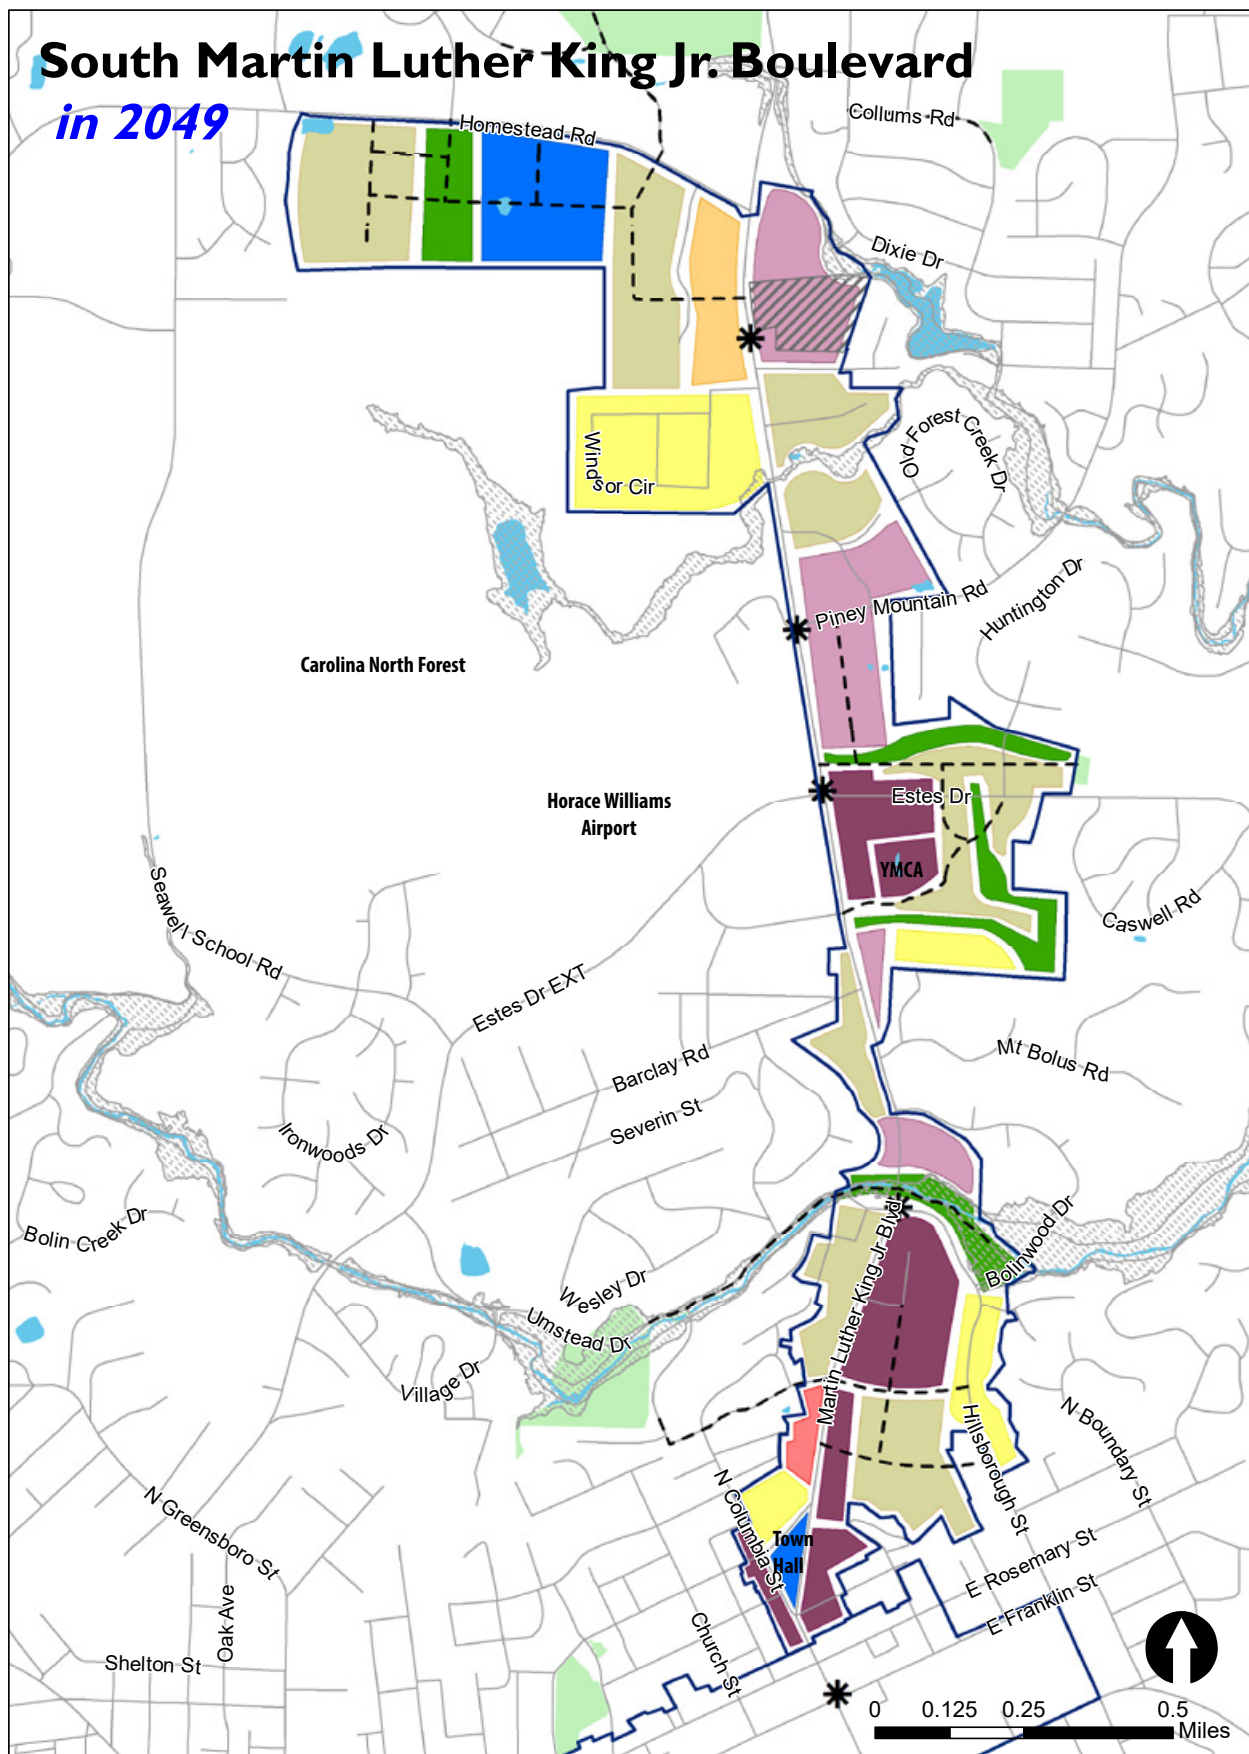 South Martin Luther King Jr. Boulevard
in 2049
Collums Rd
Homestead Rd
Dixie Dr
Old Forest Creek Dr
Windsor Cir
Huntington Dr
Piney Mountain Rd
Carolina North Forest
Horace Williams
Airport
Estes Dr
YMCA
Seawell School Rd
Caswell Rd
Estes Dr EXT
Mt Bolus Rd
Barclay Rd
Severin St
Ironwoods Dr
Bolin Creek Dr
Bolinwood Dr
Martin Luther King Jr Blvd
Wesley Dr
Umstead Dr
Village Dr
N Boundary St
Hillsborough St
N Columbia St
N Greensboro St
Town
Hall
E Rosemary St
E Franklin St
Oak Ave
Church St
Shelton St
0 0.125 0.25 0.5
Miles